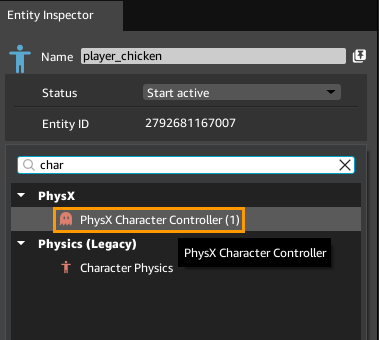 Entity Inspector
Name player_chicken
Status Start active
Entity ID 2792681167007
char
PhysX
PhysX Character Controller (1)
Physics (Legacy)
PhysX Character Controller
Character Physics